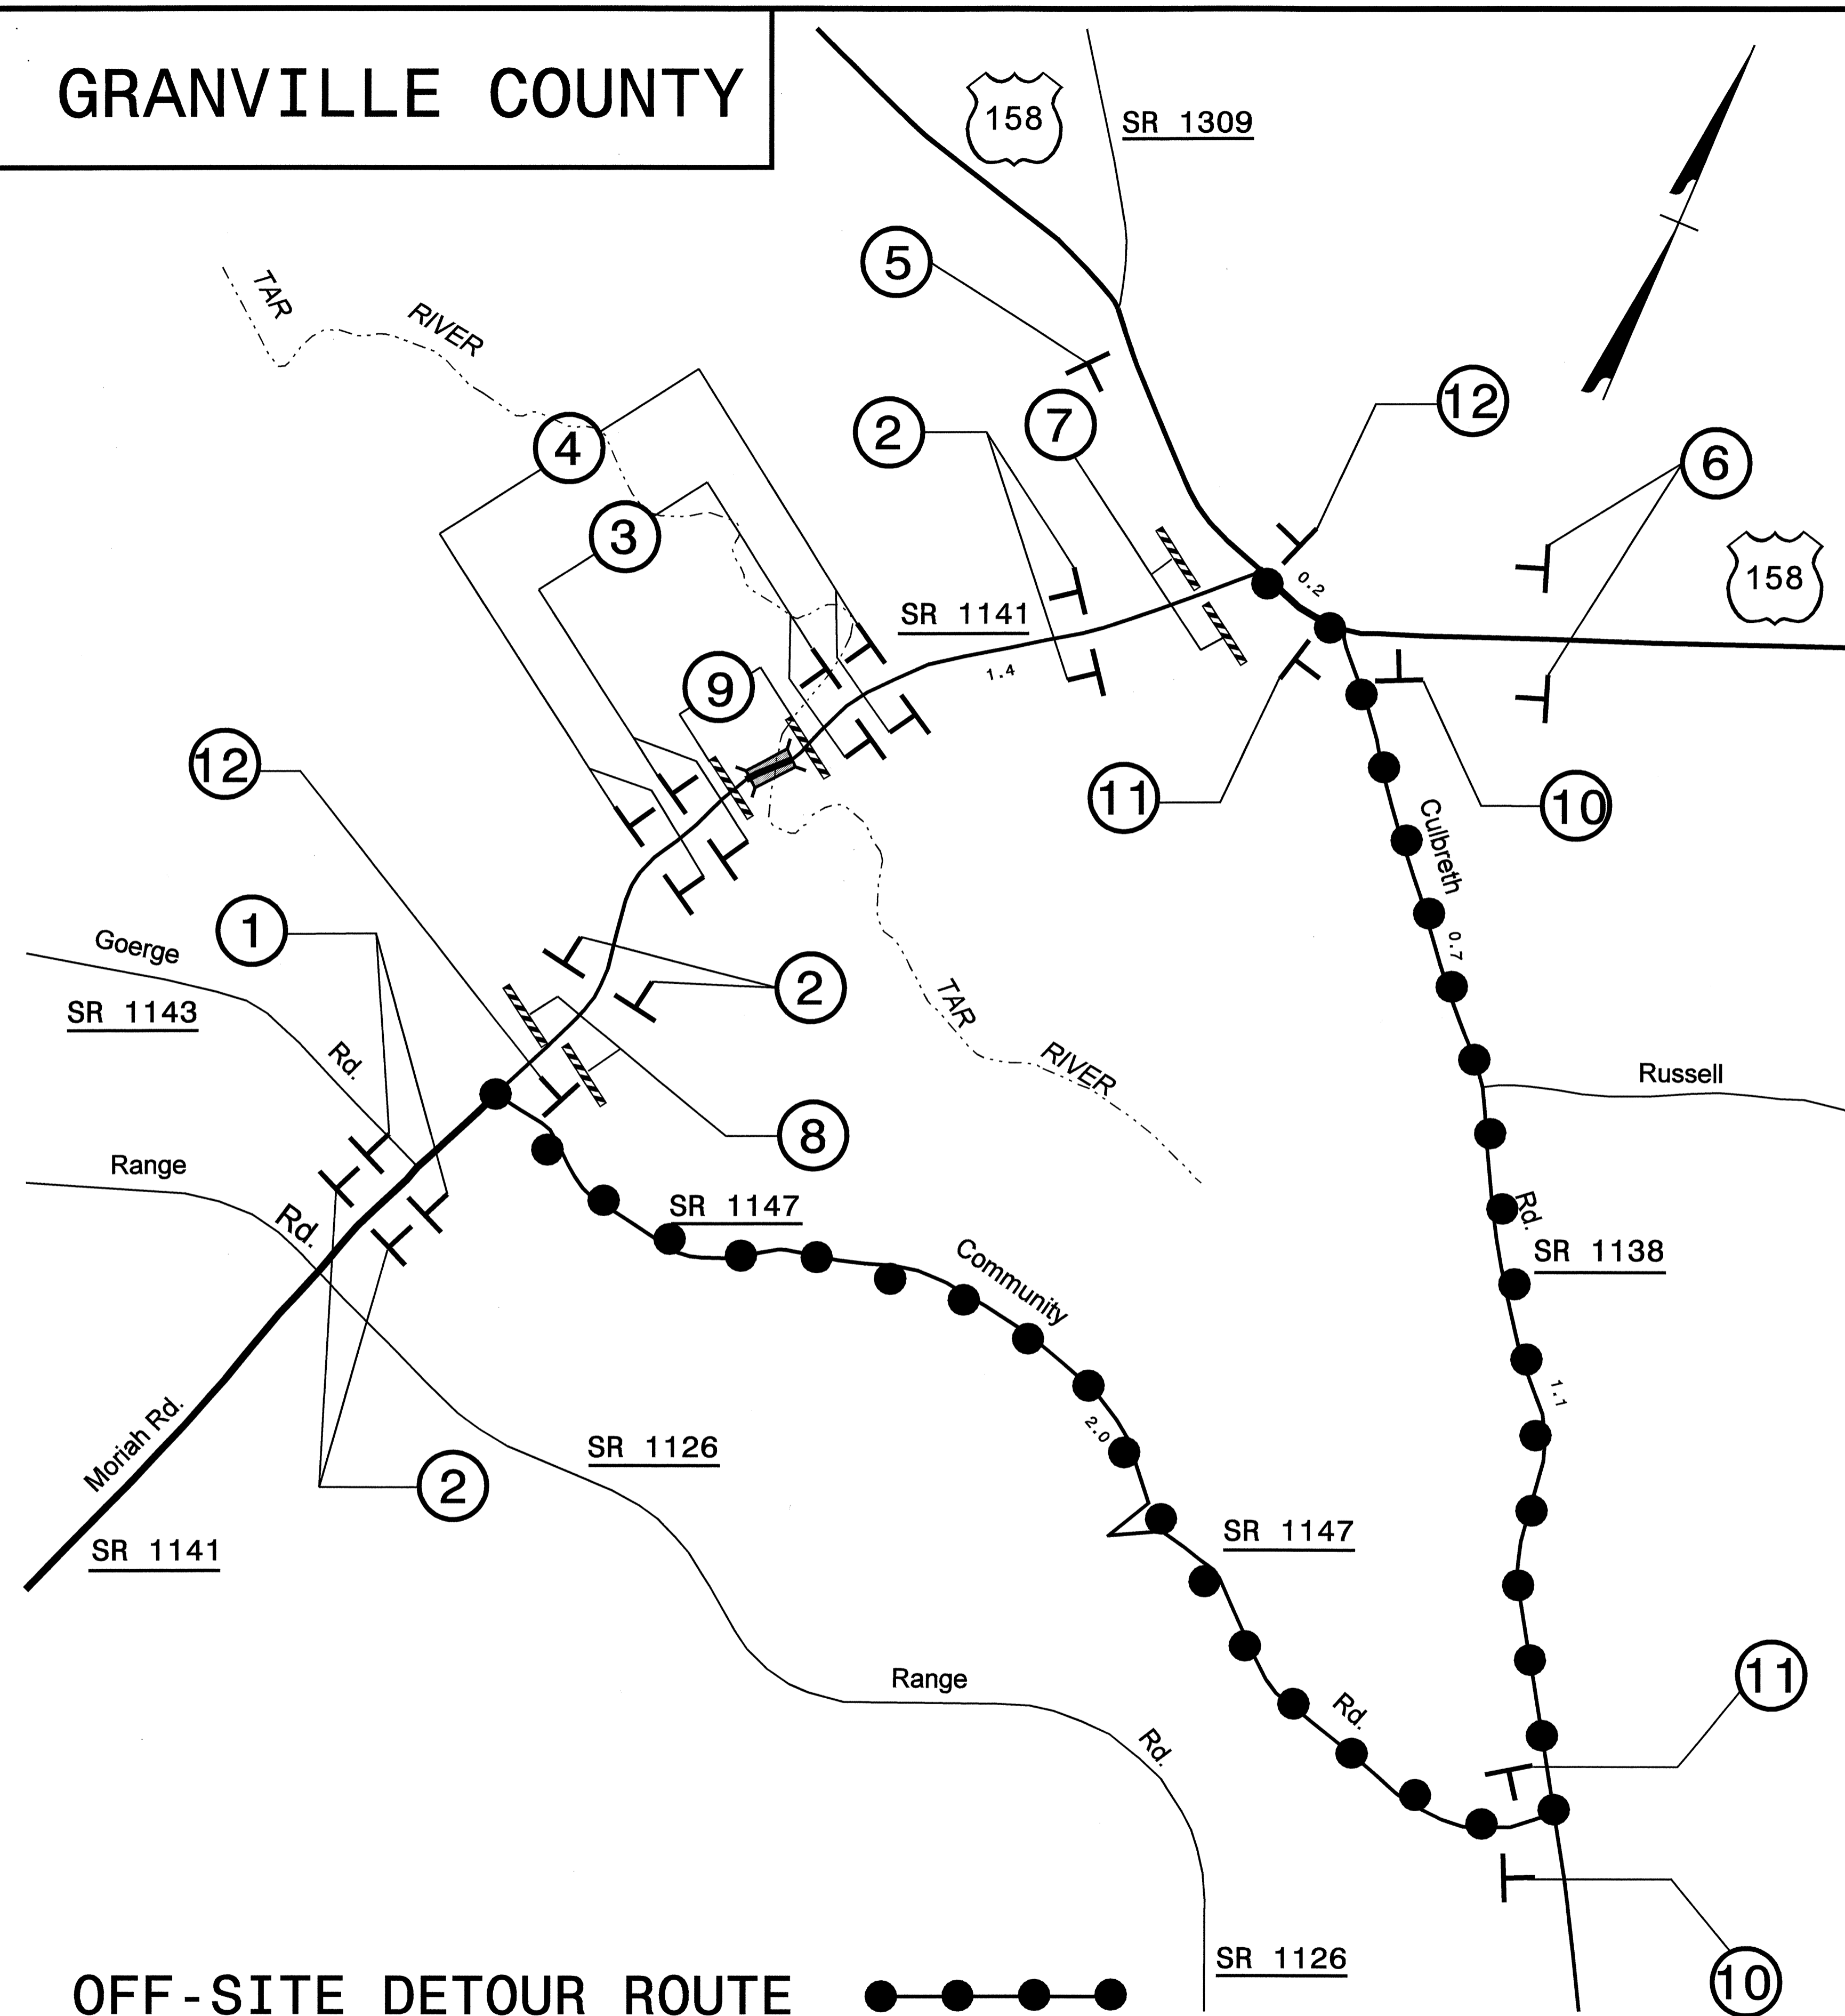 GRANVILLE COUNTY
158
SR 1309
5
TAR
RIVER
4
2
7
12
6
3
158
SR 1141
0.2
1.4
9
12
11
10
Culbreth
1
Goerge
2
0.7
SR 1143
Rd.
TAR
RIVER
Russell
8
Range
Rd.
SR 1147
Rd.
SR 1138
Community
Moriah Rd.
2.0
1.1
SR 1126
2
SR 1141
SR 1147
Range
Rd.
Rd.
11
SR 1126
10
OFF-SITE DETOUR ROUTE